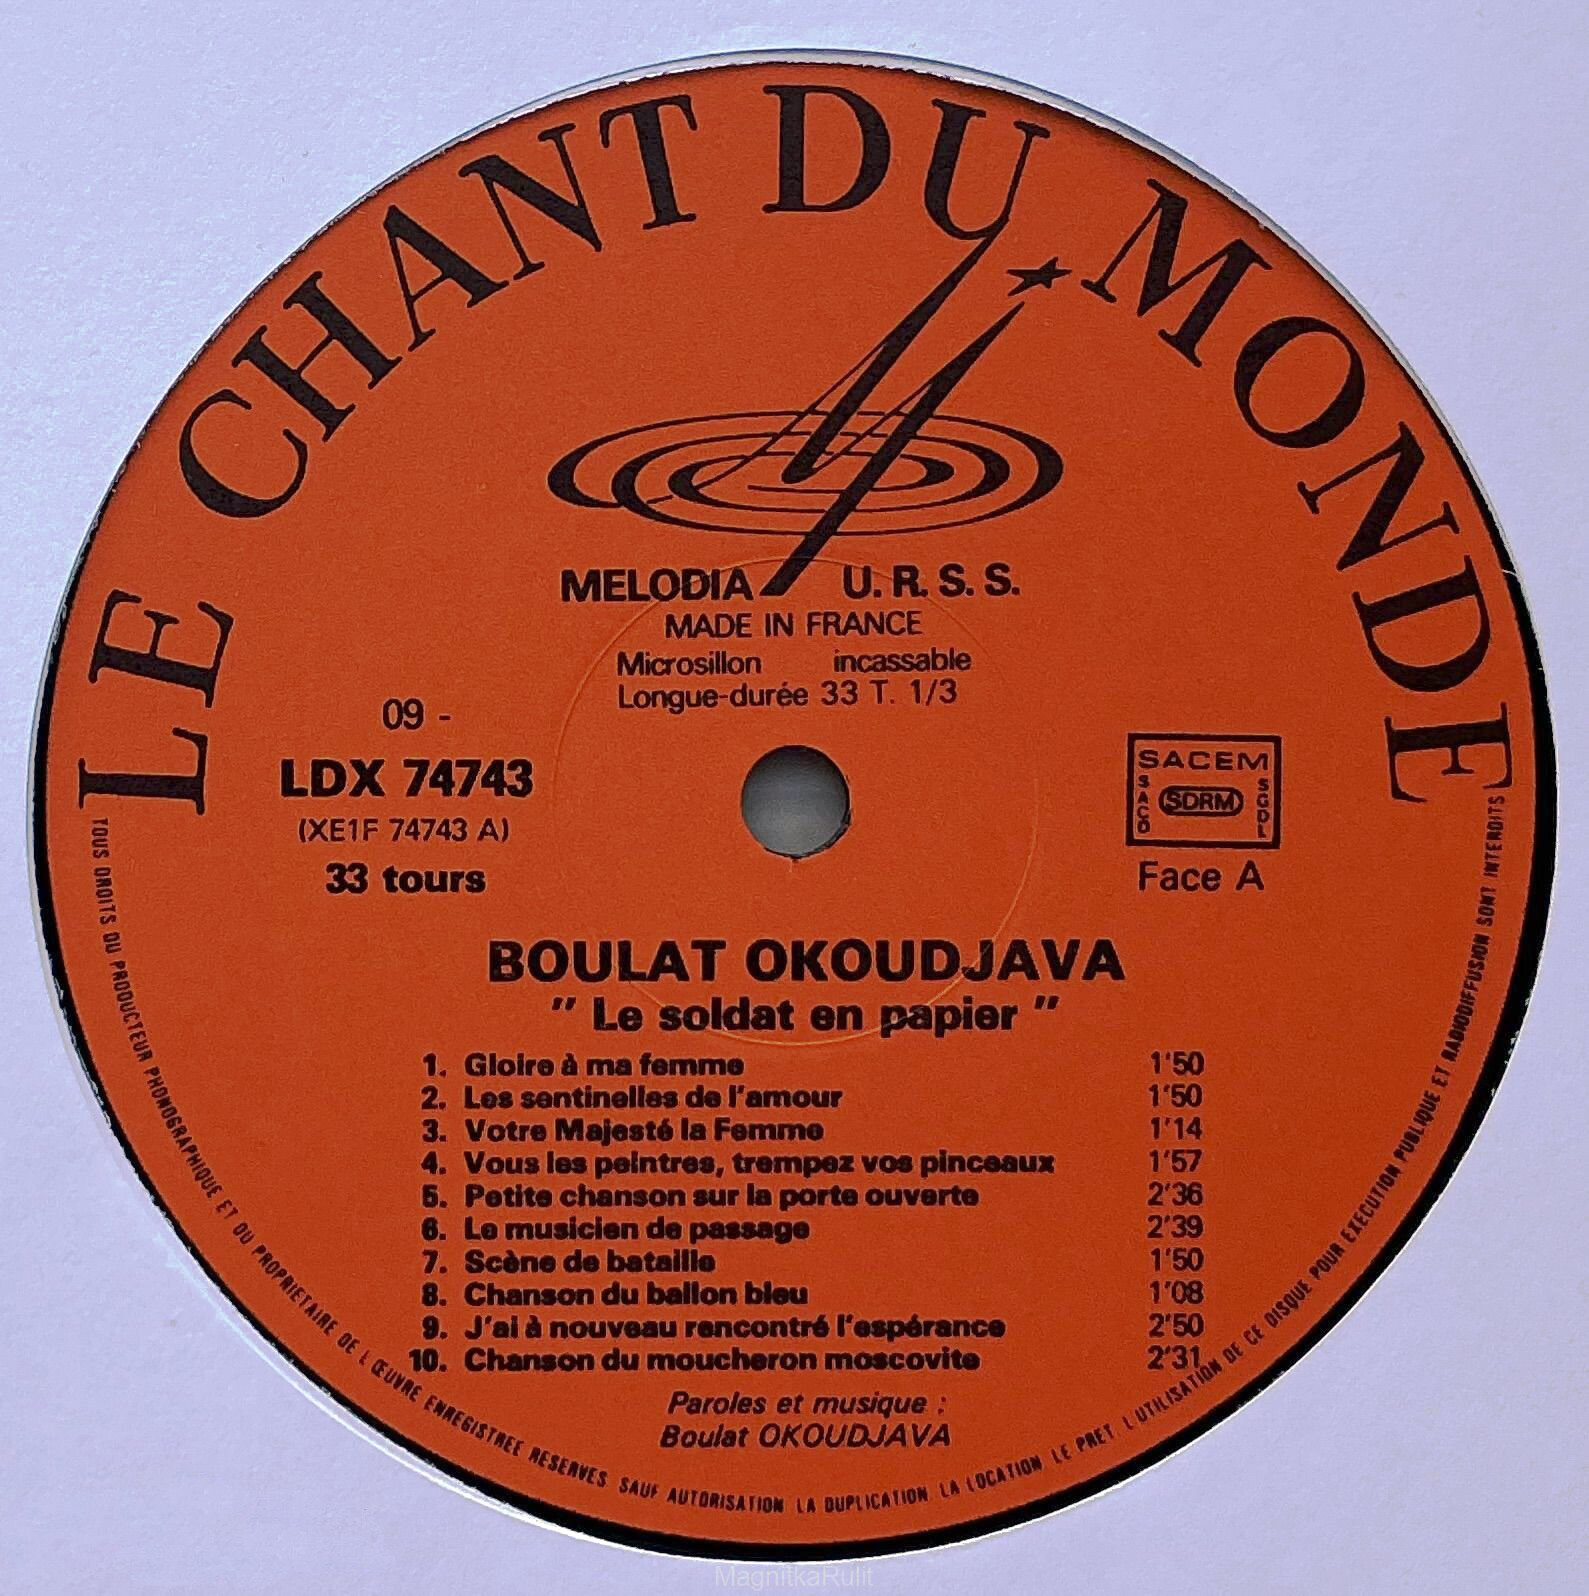 LE CHANT DU MONDE
MELODIA U.R.S.S.
MADE IN FRANCE
Microsillon incassable
Longue-durée 33 T. 1/3
09 -
LDX 74743
(XE1F 74743 A)
33 tours
SACEM
SACD
SDRM
SGDL
Face A
BOULAT OKOUDJAVA
" Le soldat en papier "
1. Gloire à ma femme 1'50
2. Les sentinelles de l'amour 1'50
3. Votre Majesté la Femme 1'14
4. Vous les peintres, trempez vos pinceaux 1'57
5. Petite chanson sur la porte ouverte 2'36
6. Le musicien de passage 2'39
7. Scène de bataille 1'50
8. Chanson du ballon bleu 1'08
9. J'ai à nouveau rencontré l'espérance 2'50
10. Chanson du moucheron moscovite 2'31
Paroles et musique :
Boulat OKOUDJAVA
TOUS DROITS DU PRODUCTEUR PHONOGRAPHIQUE ET DU PROPRIETAIRE DE L'ŒUVRE ENREGISTREE RESERVES SAUF AUTORISATION LA DUPLICATION LA LOCATION LE PRET L'UTILISATION DE CE DISQUE POUR EXECUTION PUBLIQUE ET RADIODIFFUSION SONT INTERDITS
MagnitkaRulit